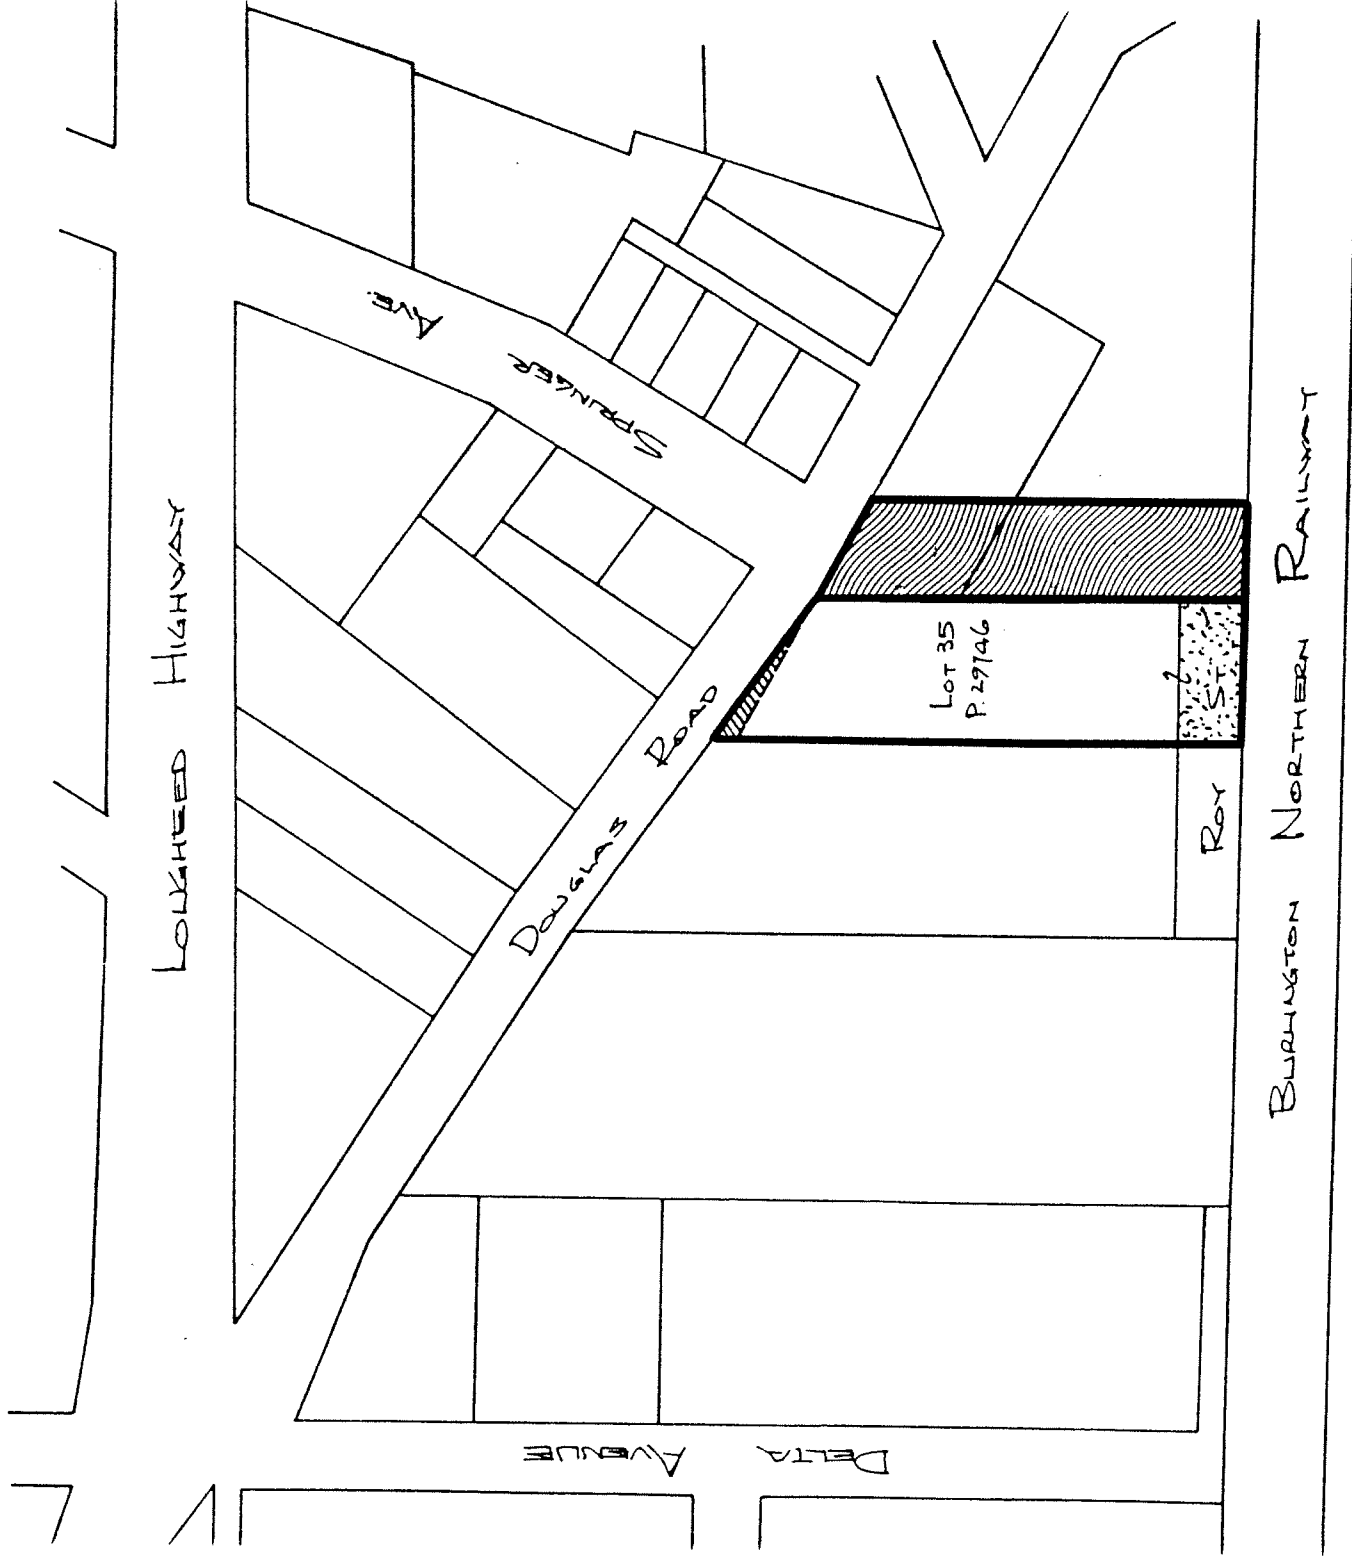 LOUGHEED HIGHWAY
SPRINGER AVE.
DOUGLAS ROAD
LOT 35
P. 29746
ROY ST.
BURLINGTON NORTHERN RAILWAY
DELTA AVENUE